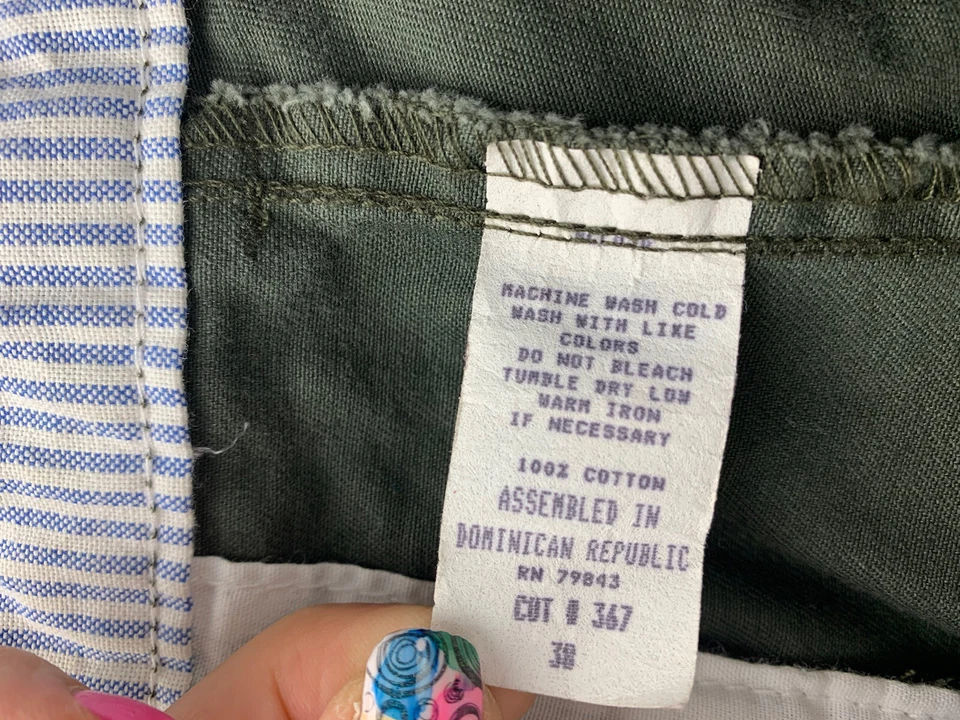 MACHINE WASH COLD
WASH WITH LIKE
COLORS
DO NOT BLEACH
TUMBLE DRY LOW
WARM IRON
IF NECESSARY
100% COTTON
ASSEMBLED IN
DOMINICAN REPUBLIC
RN 79843
CUT # 367
38